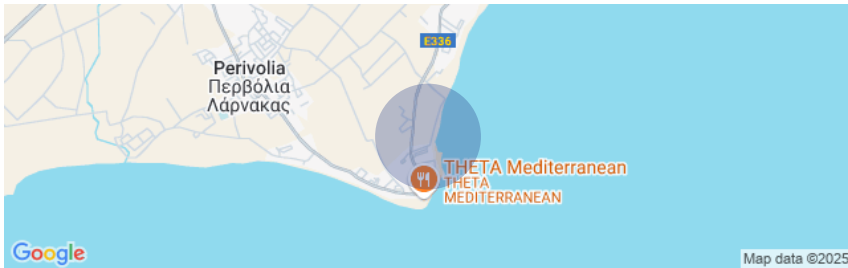 E336
Perivolia
Περβόλια
Λάρνακας
THETA Mediterranean
THETA
MEDITERRANEAN
Google
Map data ©2025